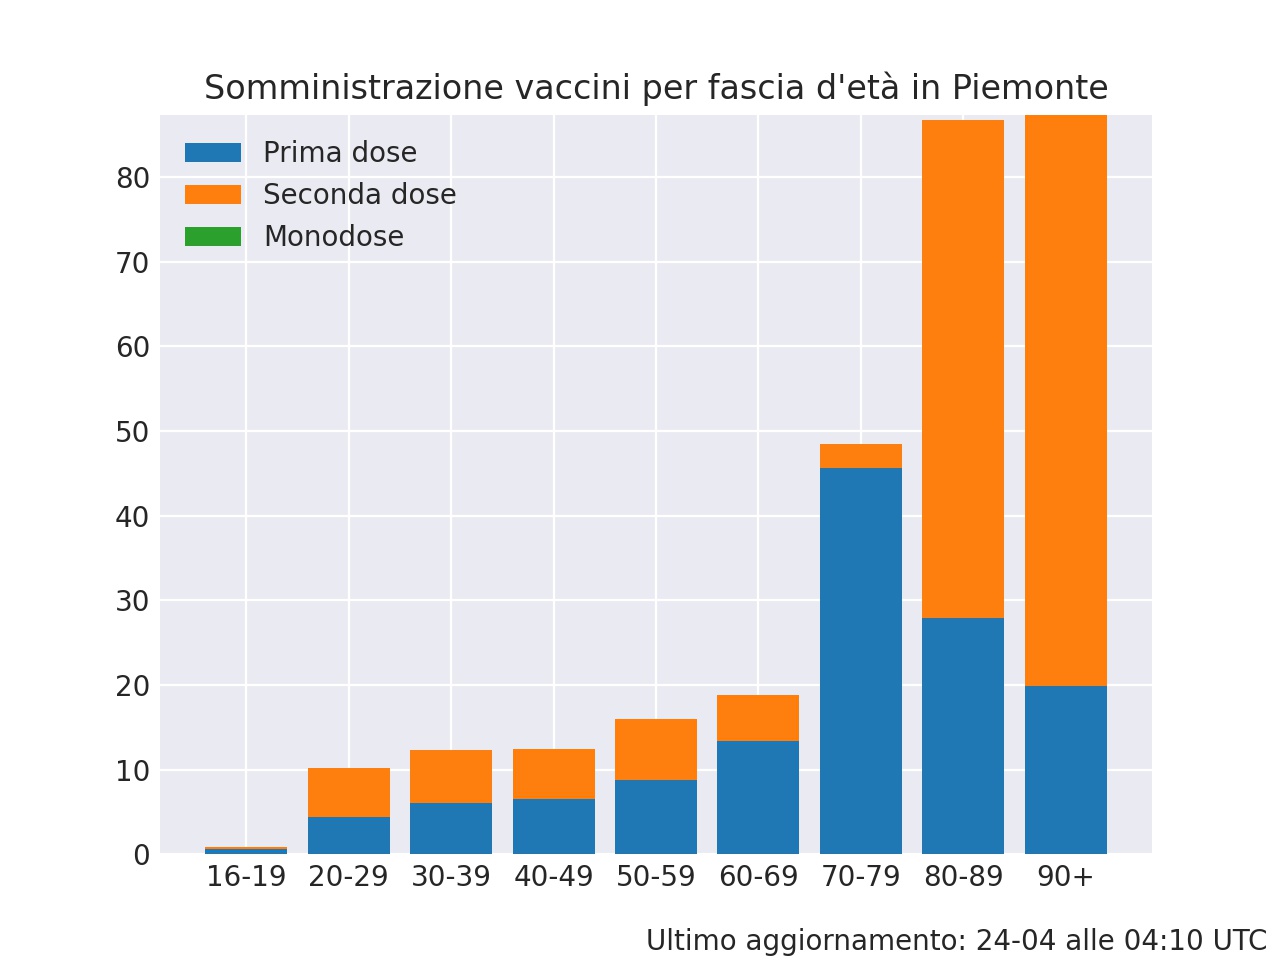 Somministrazione vaccini per fascia d'età in Piemonte
Prima dose
Seconda dose
Monodose
80
70
60
50
40
30
20
10
0
16-19 20-29 30-39 40-49 50-59 60-69 70-79 80-89 90+
Ultimo aggiornamento: 24-04 alle 04:10 UTC